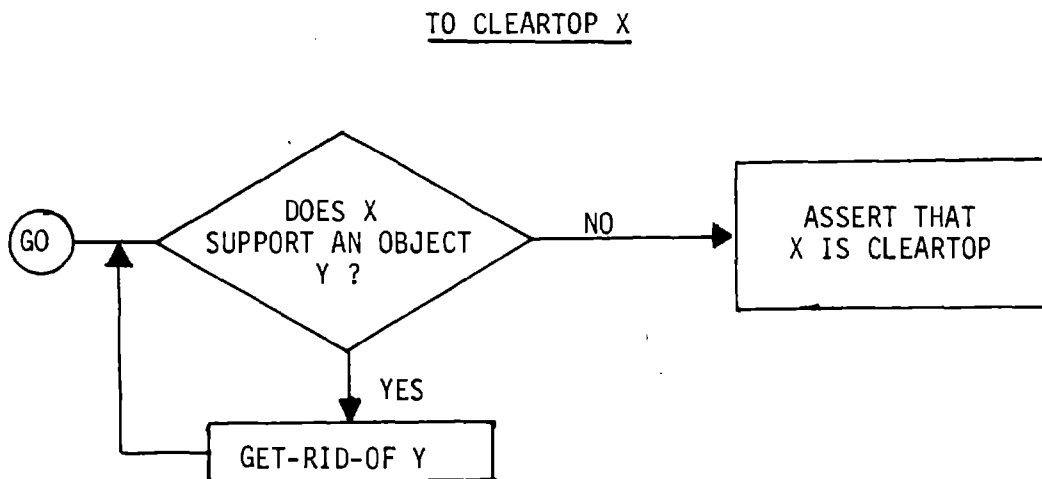 TO CLEARTOP X
GO
DOES X
SUPPORT AN OBJECT
Y ?
NO
ASSERT THAT
X IS CLEARTOP
YES
GET-RID-OF Y